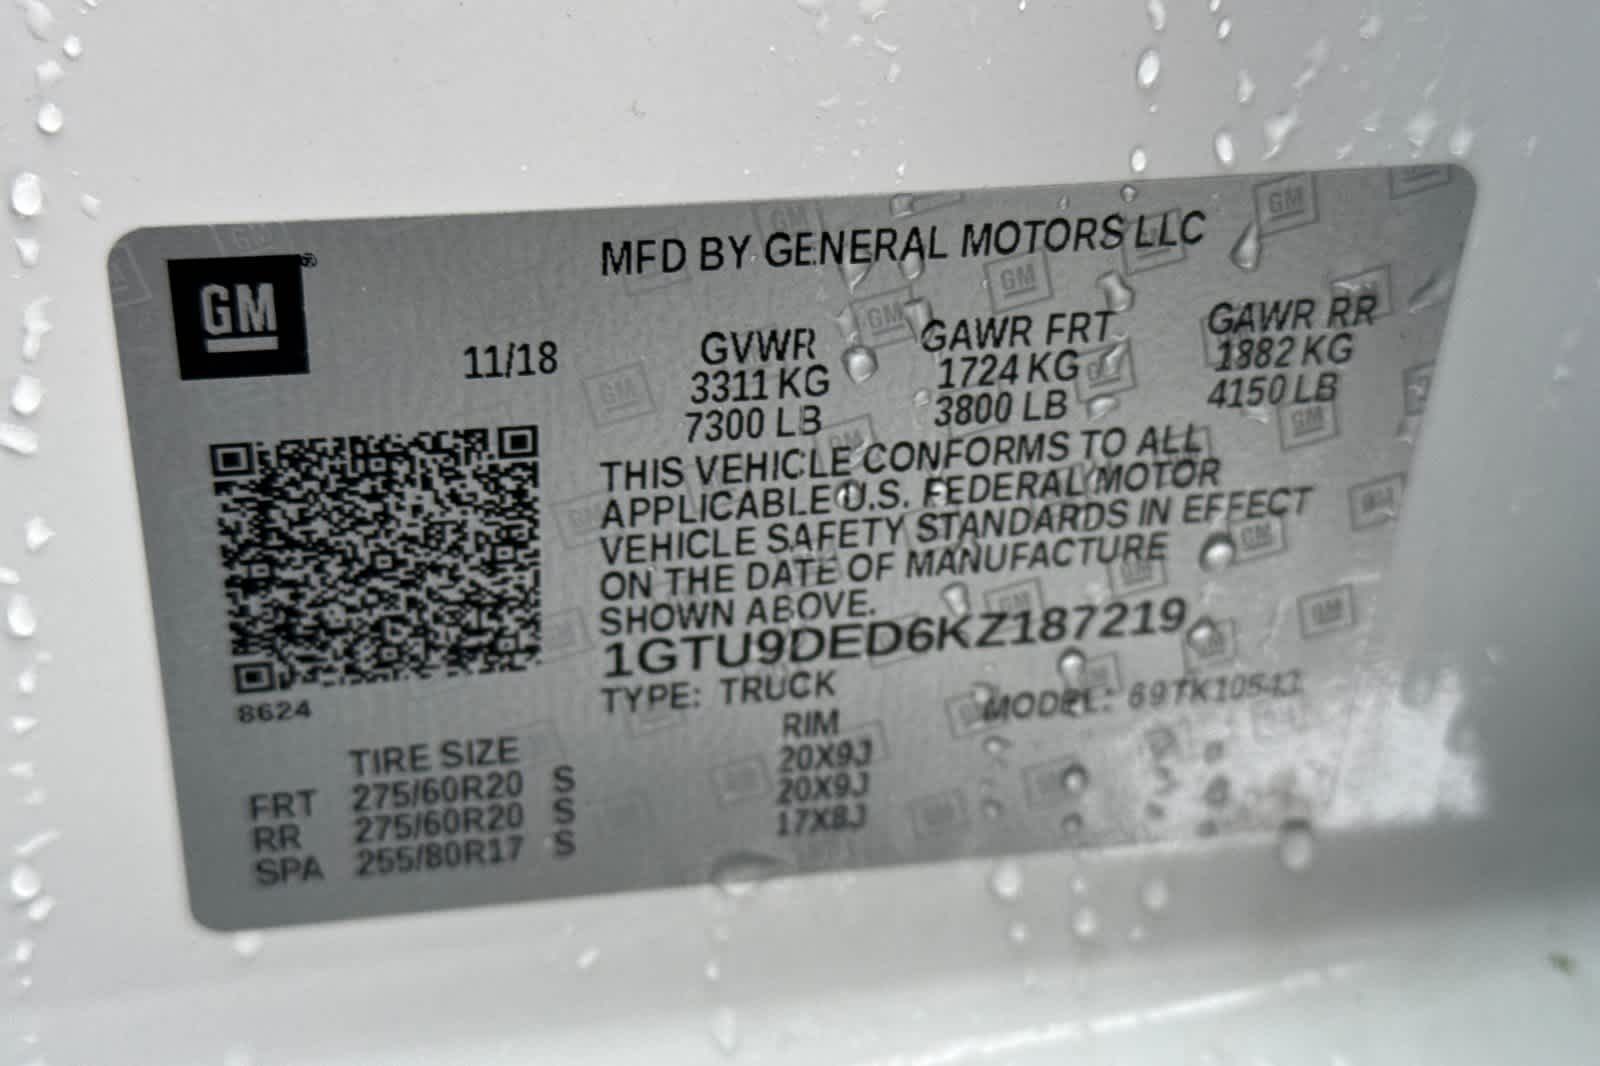 MFD BY GENERAL MOTORS LLC
GM
11/18
GVWR GAWR FRT GAWR RR
3311 KG 1724 KG 1882 KG
7300 LB 3800 LB 4150 LB
THIS VEHICLE CONFORMS TO ALL
APPLICABLE U.S. FEDERAL MOTOR
VEHICLE SAFETY STANDARDS IN EFFECT
ON THE DATE OF MANUFACTURE
SHOWN ABOVE.
1GTU9DED6KZ187219
TYPE: TRUCK MODEL:
8624
TIRE SIZE RIM
FRT 275/60R20 S 20X9J
RR 275/60R20 S 20X9J
SPA 255/80R17 S 17X8J